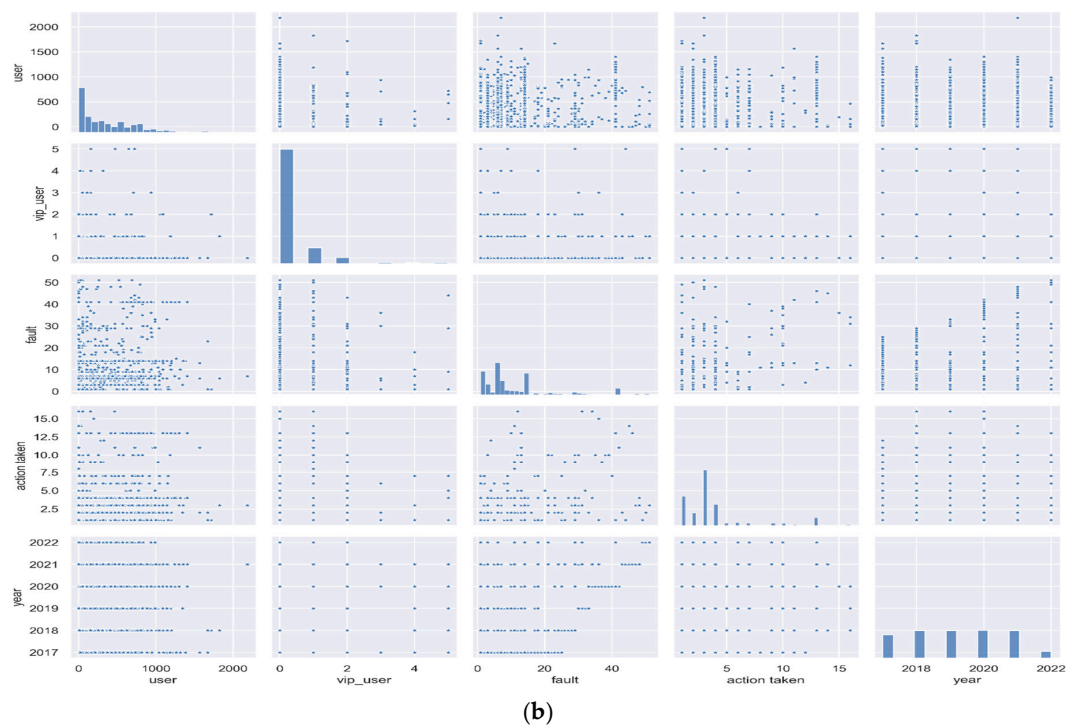 2000
1500
1000
500
0
user
5
4
3
2
1
0
vip_user
50
40
30
20
10
0
fault
15.0
12.5
10.0
7.5
5.0
2.5
action taken
2022
2021
2020
2019
2018
2017
year
0 1000 2000
user
0 2 4
vip_user
0 20 40
fault
5 10 15
action taken
2018 2020 2022
year
(b)